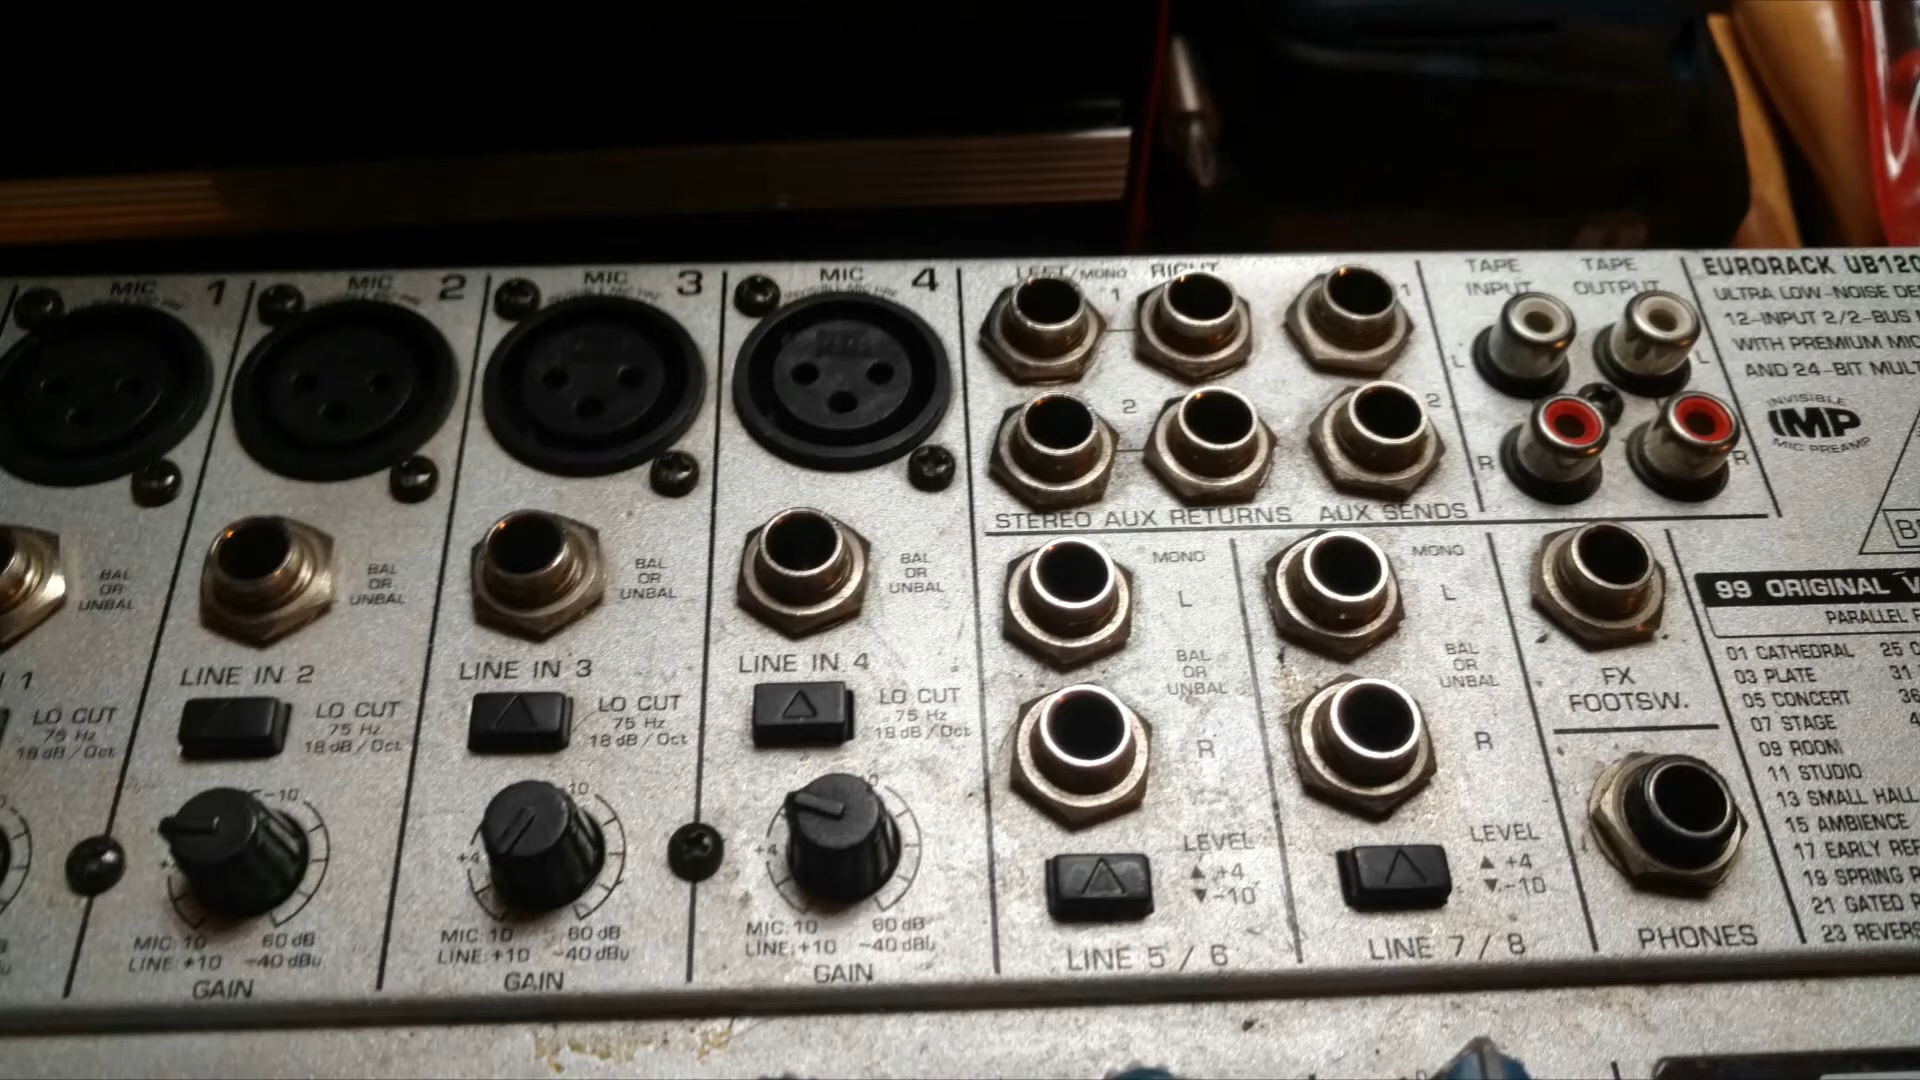 MIC 1
MIC 2
MIC 3
MIC 4
LEFT/MONO RIGHT
1
1
2
2
STEREO AUX RETURNS AUX SENDS
TAPE INPUT
TAPE OUTPUT
L
L
R
R
EURORACK
ULTRA LOW-NOISE
12-INPUT 2/2-BUS
WITH PREMIUM
AND 24-BIT
INVISIBLE
IMP
MIC PREAMP
BAL OR UNBAL
BAL OR UNBAL
BAL OR UNBAL
BAL OR UNBAL
1
LINE IN 2
LINE IN 3
LINE IN 4
LO CUT
75 Hz
18 dB/Oct
LO CUT
75 Hz
18 dB/Oct
LO CUT
75 Hz
18 dB/Oct
LO CUT
75 Hz
18 dB/Oct
-10
10
+4
+4
MIC: 10 60 dB
LINE: +10 -40 dBu
GAIN
MIC: 10 60 dB
LINE: +10 -40 dBu
GAIN
MIC: 10 60 dB
LINE: +10 -40 dBu
GAIN
MONO
L
BAL OR UNBAL
R
LEVEL
▲ +4
▼ -10
LINE 5 / 6
MONO
L
BAL OR UNBAL
R
LEVEL
▲ +4
▼ -10
LINE 7 / 8
FX
FOOTSW.
PHONES
99 ORIGINAL
PARALLEL
01 CATHEDRAL 25
03 PLATE 31
05 CONCERT 36
07 STAGE
09 ROOM
11 STUDIO
13 SMALL HALL
15 AMBIENCE
17 EARLY
19 SPRING
21 GATED
23